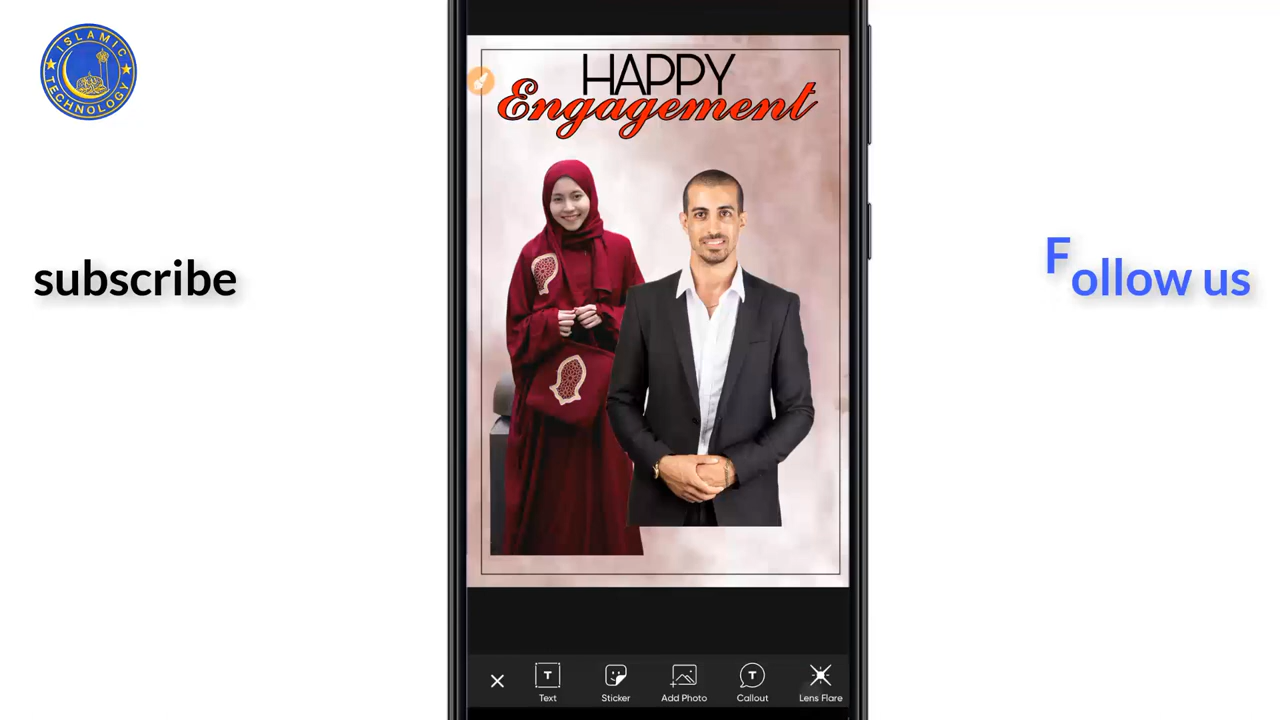 ISLAMIC
TECHNOLOGY
HAPPY
Engagement
subscribe
Follow us
T
T
Text
Sticker
Add Photo
Callout
Lens Flare